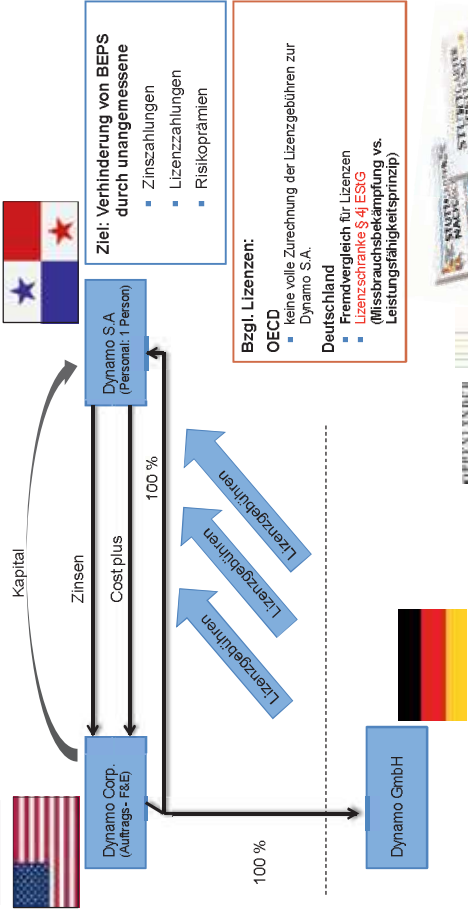 Kapital
Dynamo Corp.
(Auftrags - F&E)
Zinsen
Cost plus
100 %
Dynamo S.A
(Personal: 1 Person)
Ziel: Verhinderung von BEPS
durch unangemessene
Zinszahlungen
Lizenzzahlungen
Risikoprämien
Lizenzgebühren
Lizenzgebühren
Lizenzgebühren
100 %
Dynamo GmbH
Bzgl. Lizenzen:
OECD
keine volle Zurechnung der Lizenzgebühren zur
Dynamo S.A.
Deutschland
Fremdvergleich für Lizenzen
Lizenzschranke § 4j EStG
(Missbrauchsbekämpfung vs.
Leistungsfähigkeitsprinzip)